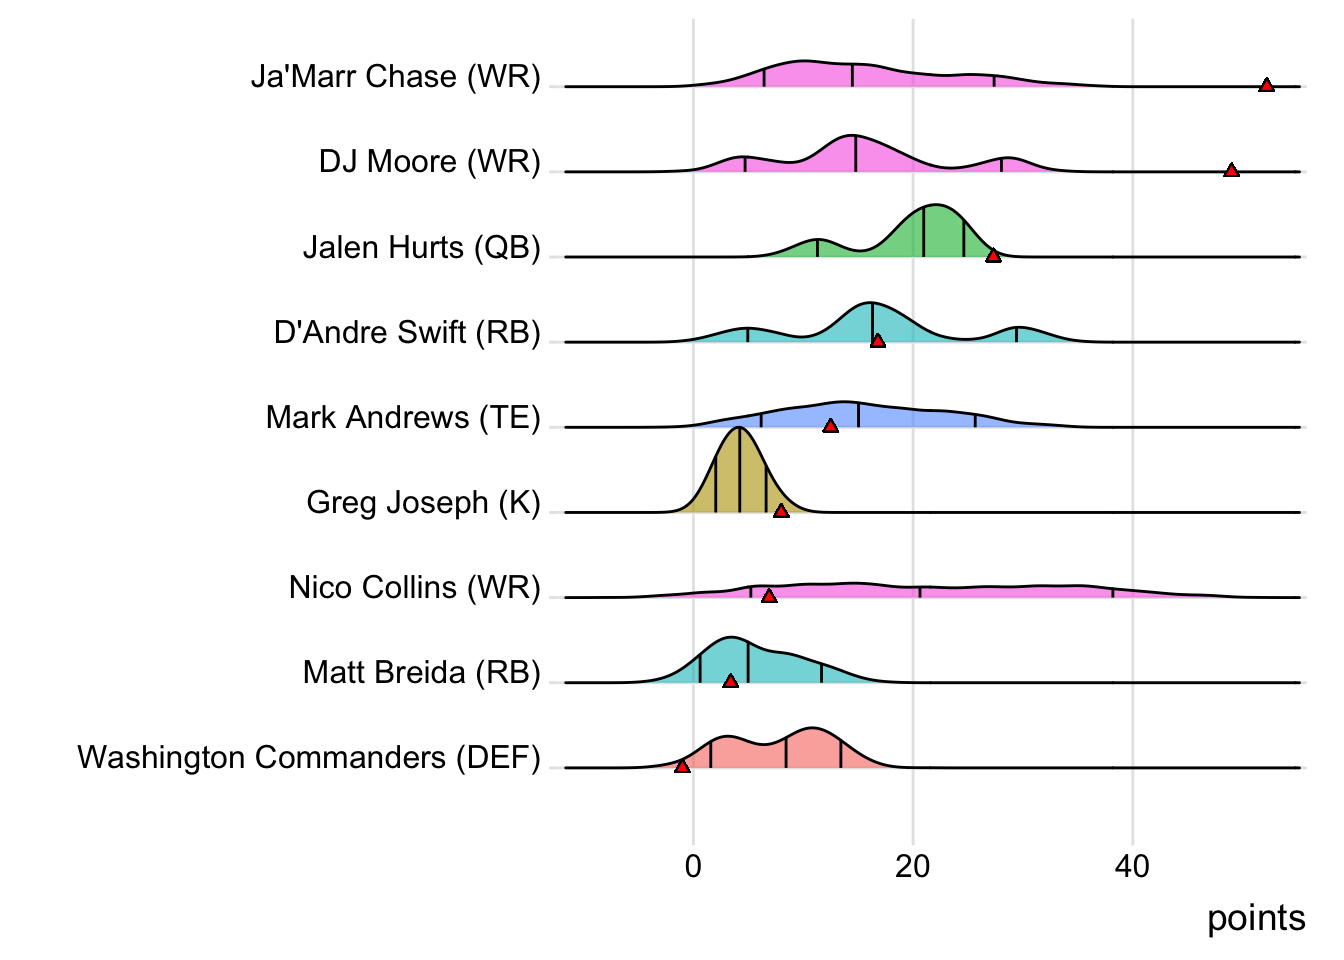 Ja'Marr Chase (WR)
DJ Moore (WR)
Jalen Hurts (QB)
D'Andre Swift (RB)
Mark Andrews (TE)
Greg Joseph (K)
Nico Collins (WR)
Matt Breida (RB)
Washington Commanders (DEF)
0 20 40
points